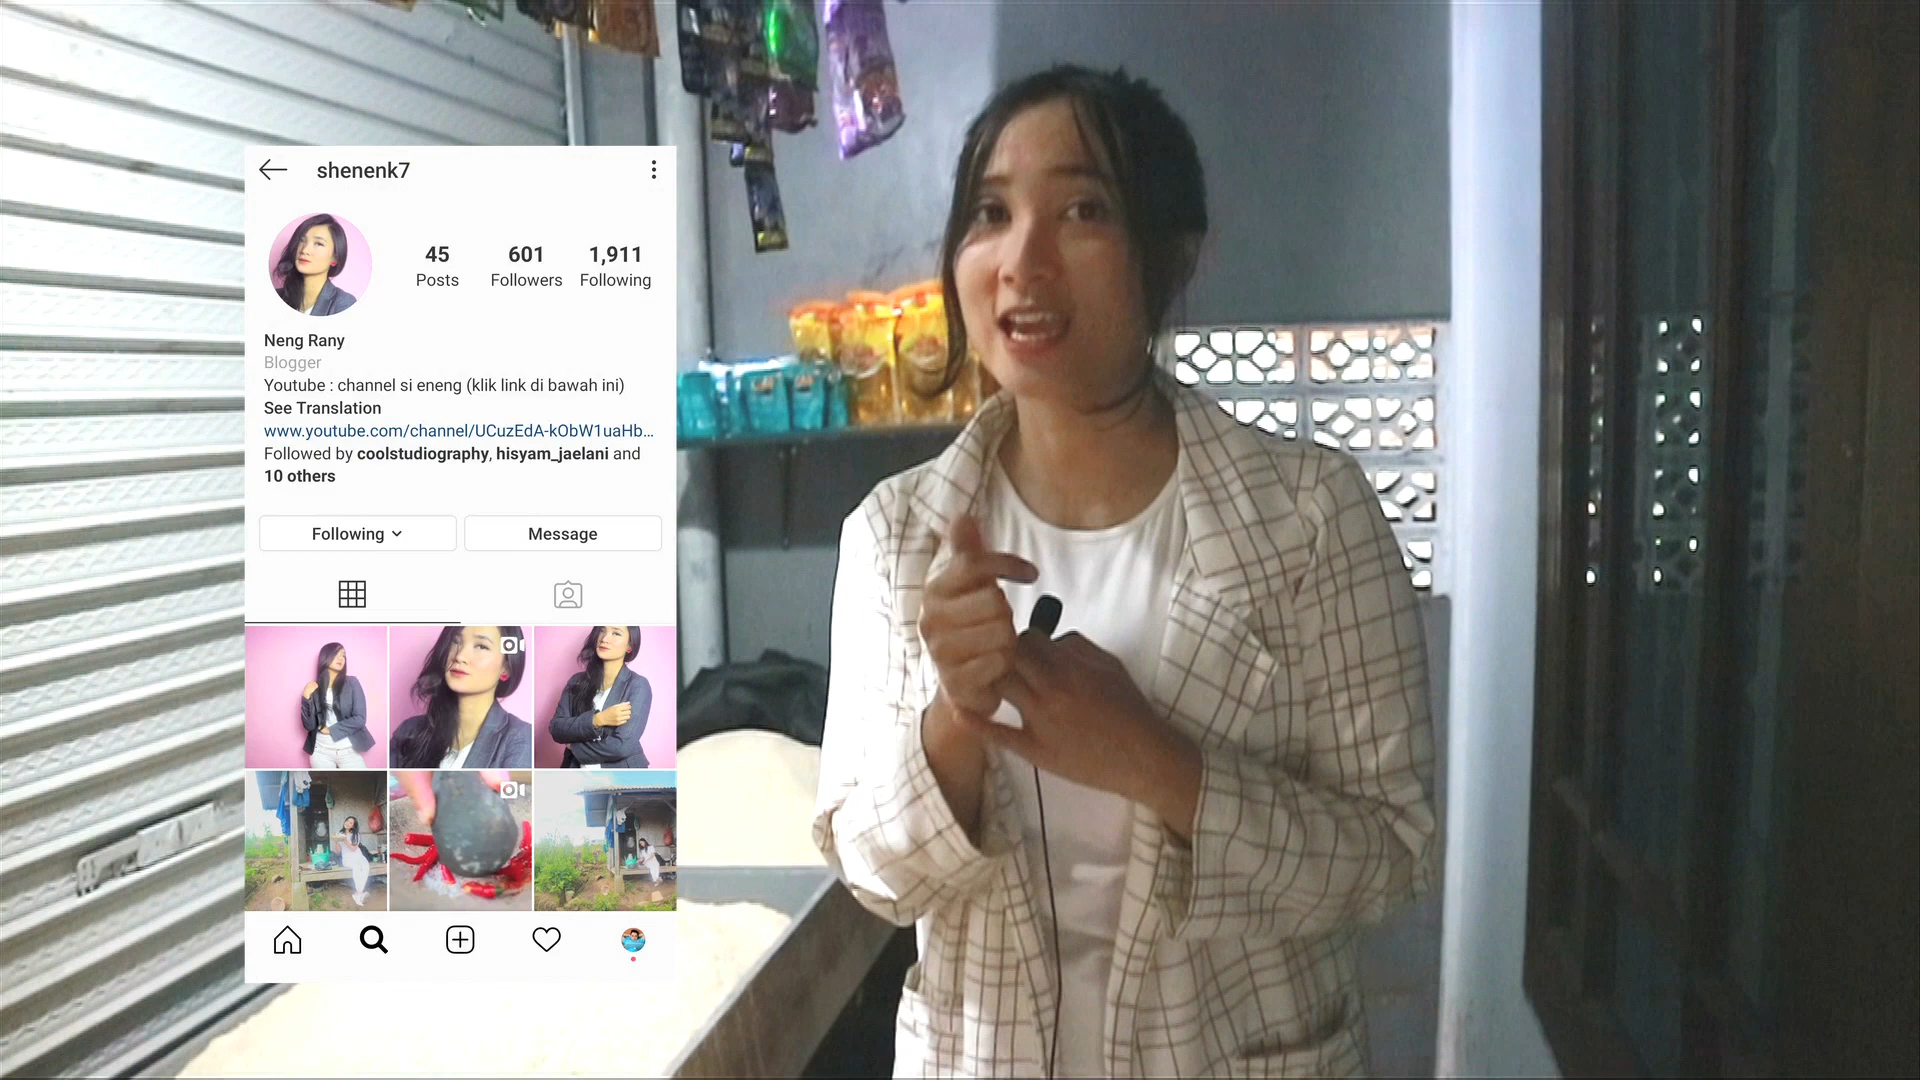 shenenk7
45 601 1,911
Posts Followers Following
Neng Rany
Blogger
Youtube : channel si eneng (klik link di bawah ini)
See Translation
www.youtube.com/channel/UCuzEdA-kObW1uaHb...
Followed by coolstudiography, hisyam_jaelani and
10 others
Following Message